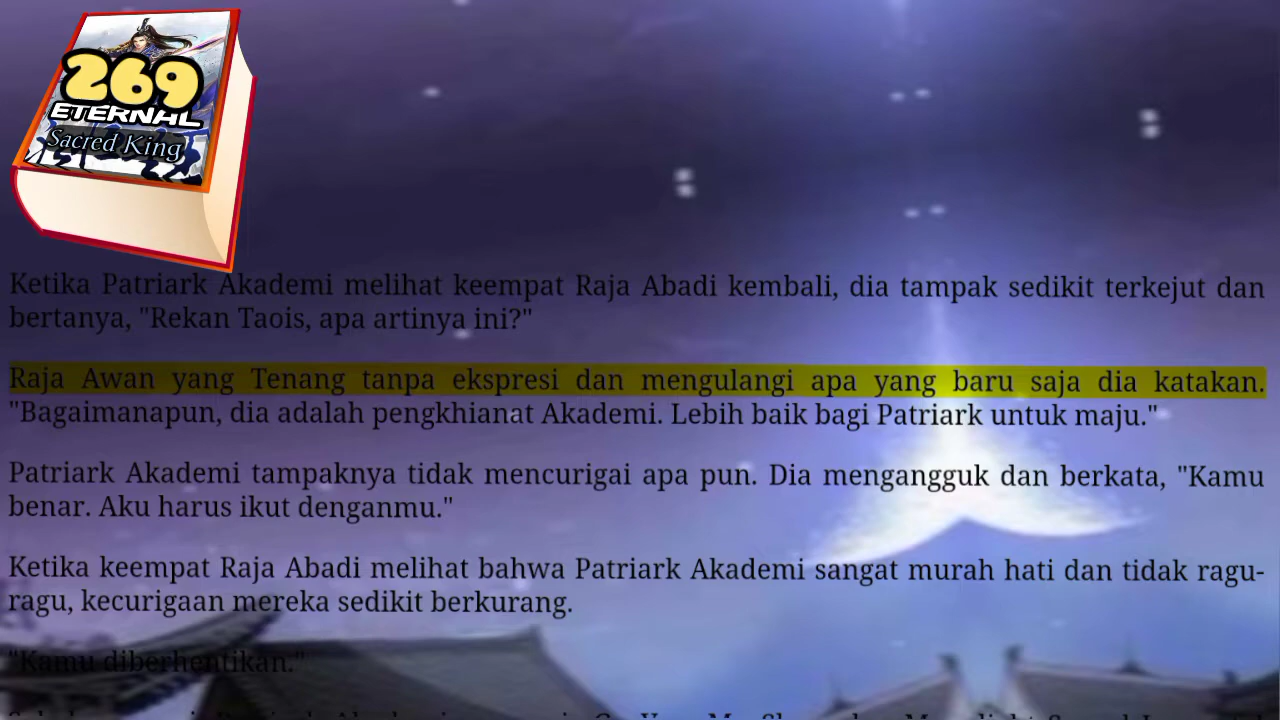 269
ETERNAL
Sacred King
Ketika Patriark Akademi melihat keempat Raja Abadi kembali, dia tampak sedikit terkejut dan
bertanya, "Rekan Taois, apa artinya ini?"
Raja Awan yang Tenang tanpa ekspresi dan mengulangi apa yang baru saja dia katakan.
"Bagaimanapun, dia adalah pengkhianat Akademi. Lebih baik bagi Patriark untuk maju."
Patriark Akademi tampaknya tidak mencurigai apa pun. Dia mengangguk dan berkata, "Kamu
benar. Aku harus ikut denganmu."
Ketika keempat Raja Abadi melihat bahwa Patriark Akademi sangat murah hati dan tidak ragu-
ragu, kecurigaan mereka sedikit berkurang.
"Kamu diberhentikan."